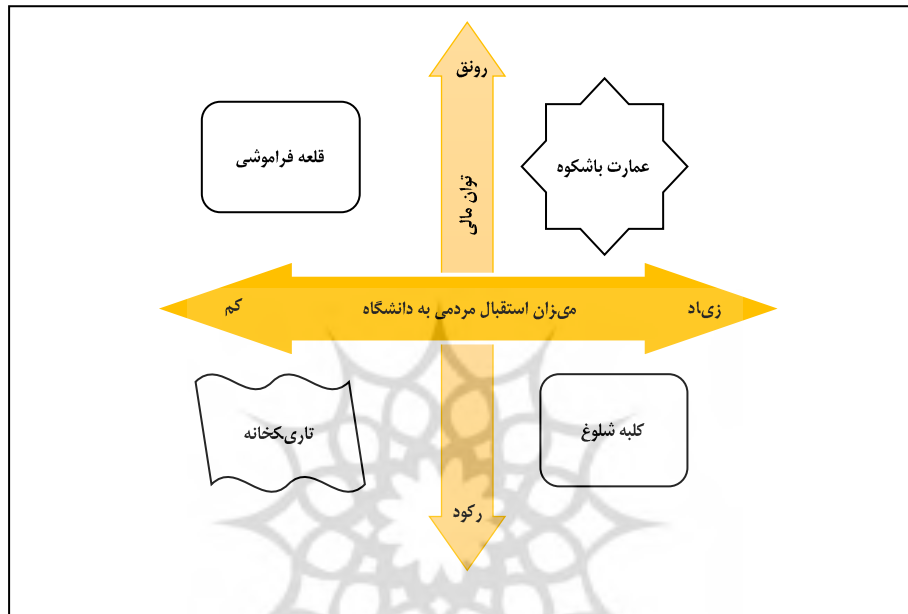 رونق
عمارت باشکوه
قلعه فراموشی
توان مالی
زیاد
میزان استقبال مردمی به دانشگاه
کم
کلبه شلوغ
تاریکخانه
رکود